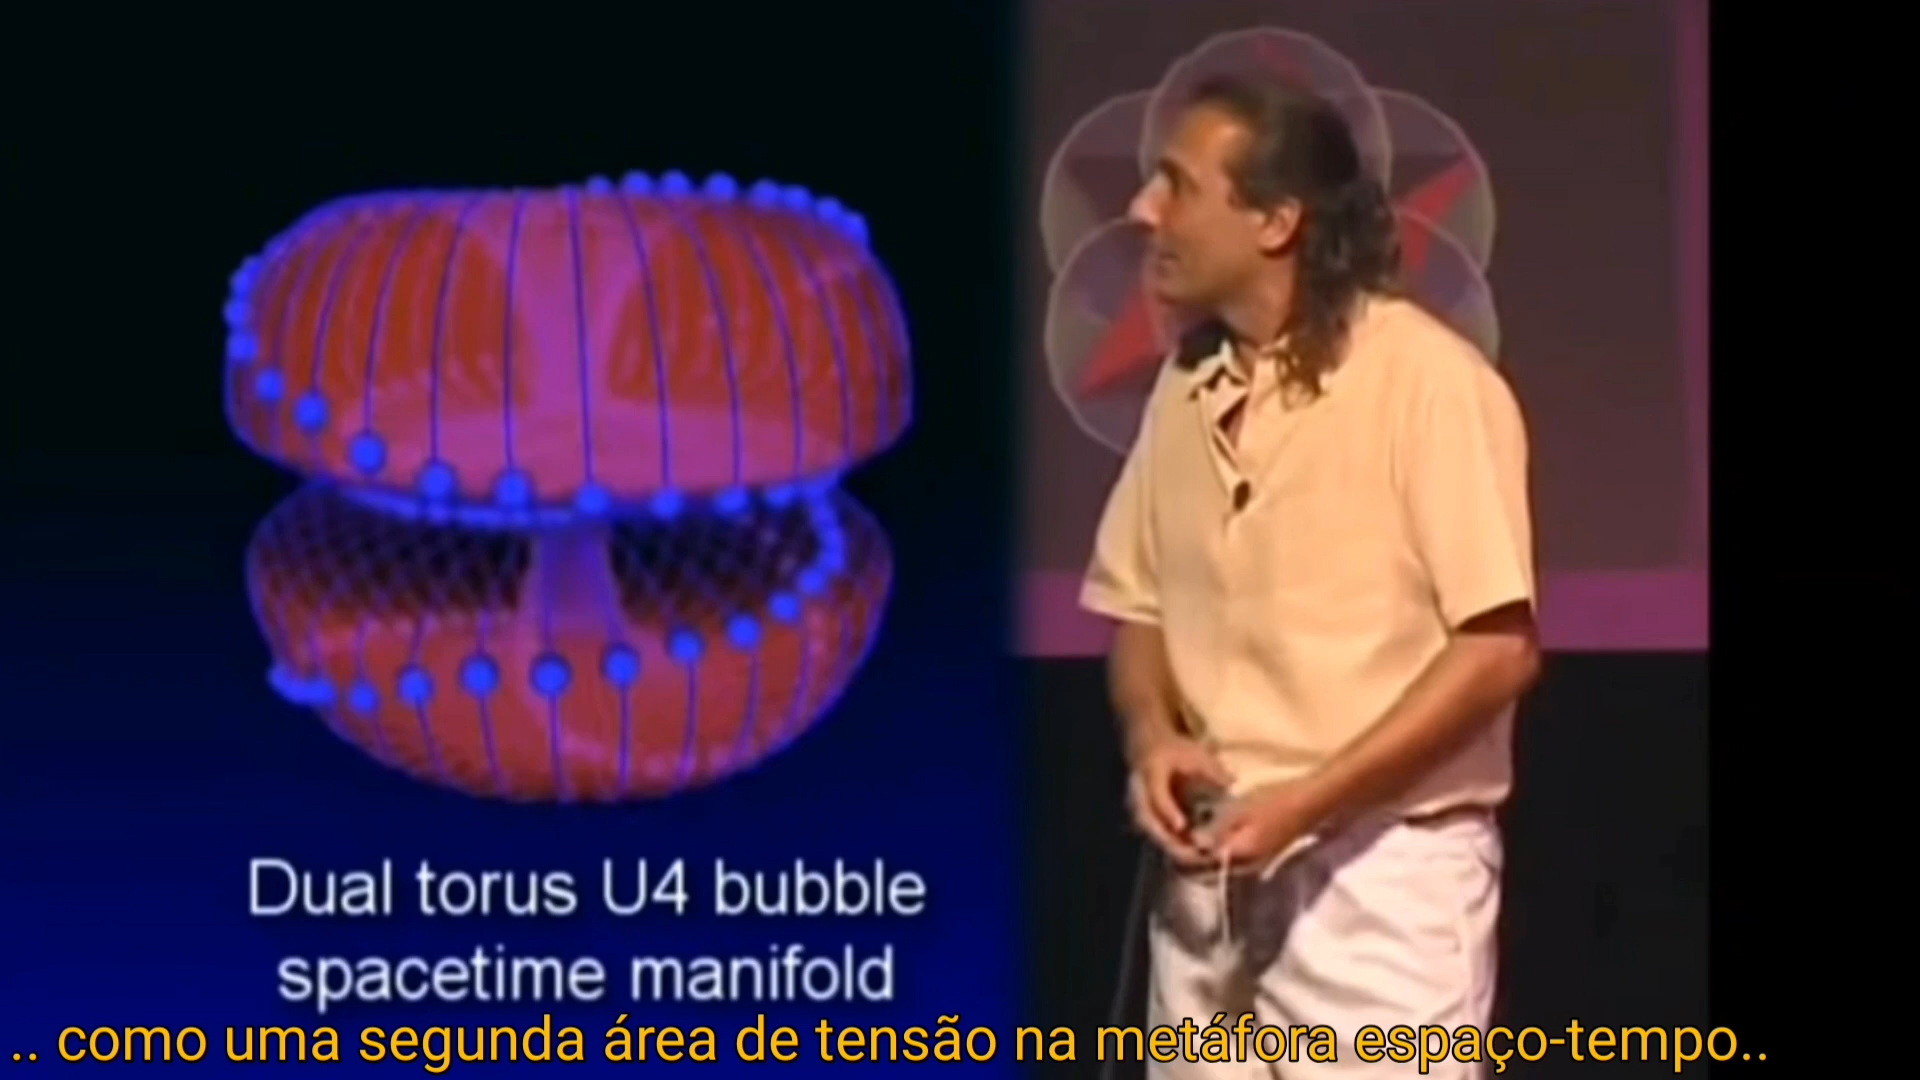 Dual torus U4 bubble
spacetime manifold
.. como uma segunda área de tensão na metáfora espaço-tempo..